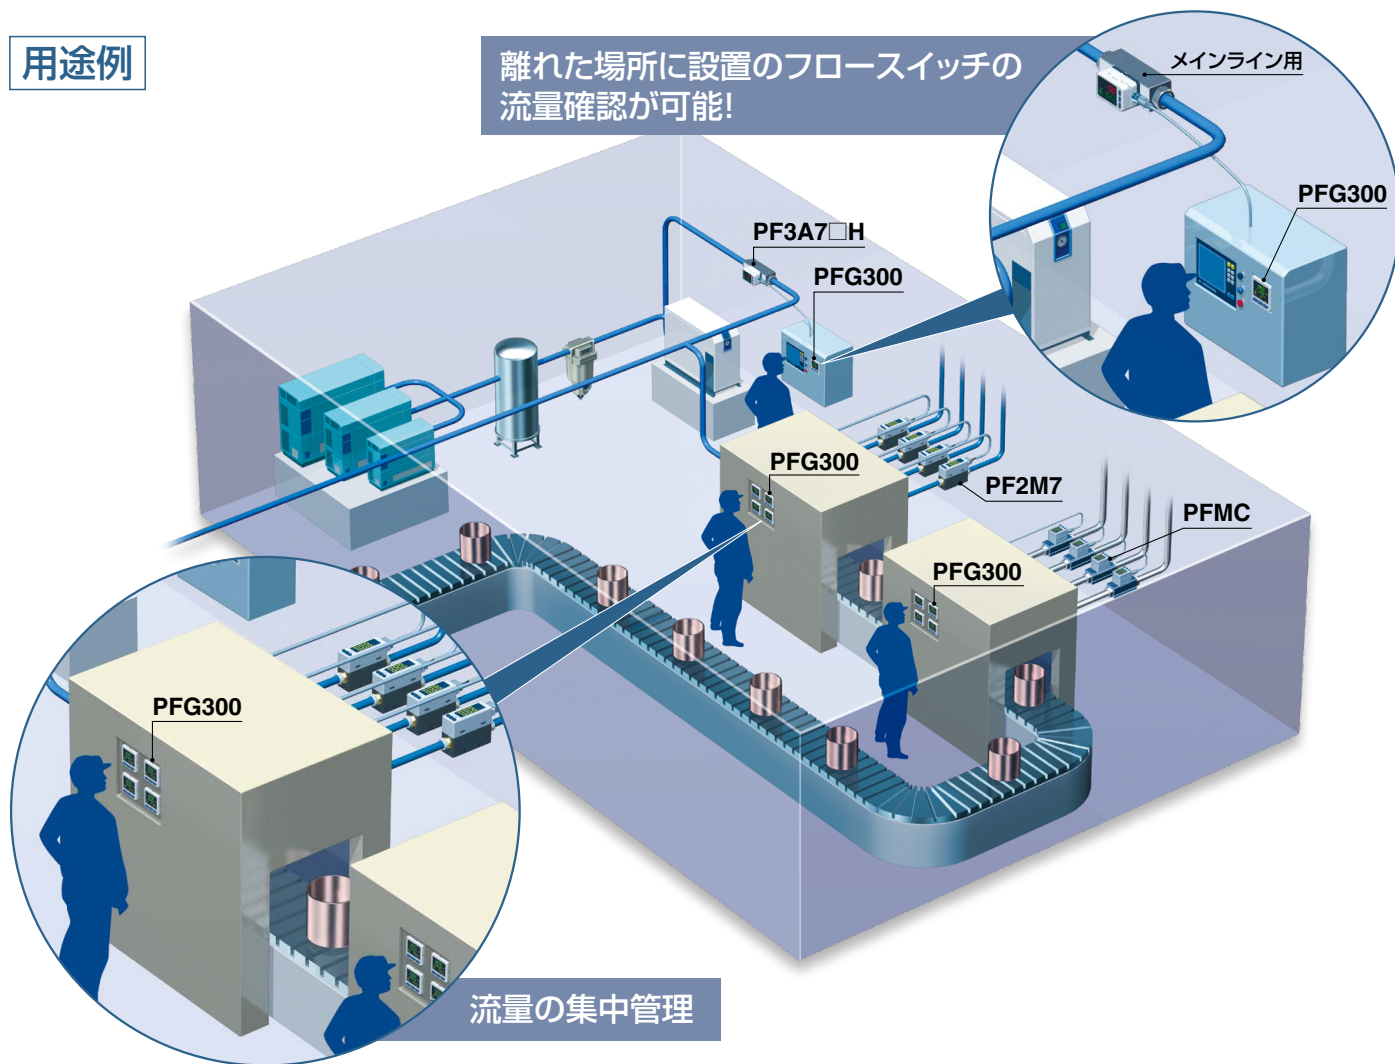 用途例
離れた場所に設置のフロースイッチの
流量確認が可能!
メインライン用
PFG300
PF3A7□H
PFG300
PFG300
PF2M7
PFMC
PFG300
PFG300
流量の集中管理